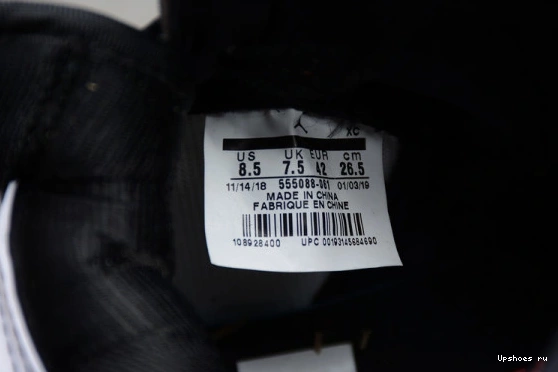 XC
US UK EUR cm
8.5 7.5 42 26.5
11/14/18 555088-061 01/03/19
MADE IN CHINA
FABRIQUE EN CHINE
108928400 UPC 00193145684690
Upshoes ru